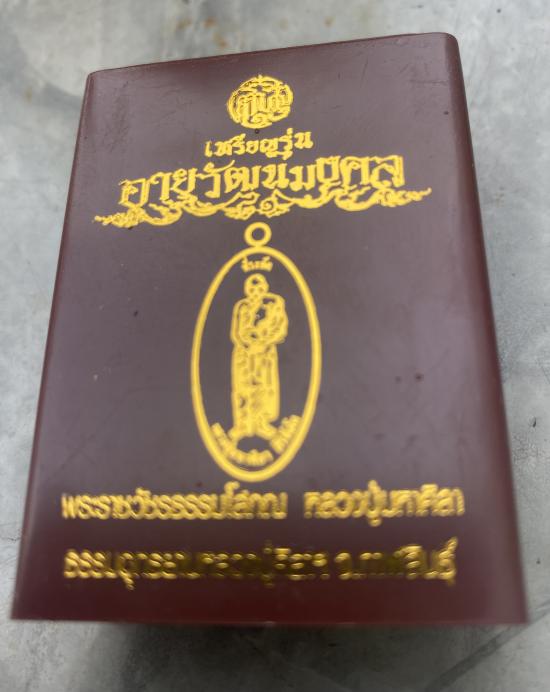 เหรียญรุ่น
อายุวัฒนมงคล
พระราชวัชรธรรมโสภณ หลวงปู่มหาศิลา
ธรรมอุทยานหลวงปู่ศิลาฯ จ.กาฬสินธุ์